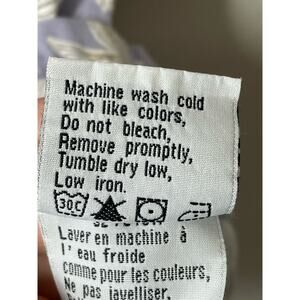 Machine wash cold
with like colors,
Do not bleach,
Remove promptly,
Tumble dry low,
Low iron.
30C
Laver en machine à
l' eau froide
comme pour les couleurs,
Ne pas javelliser,